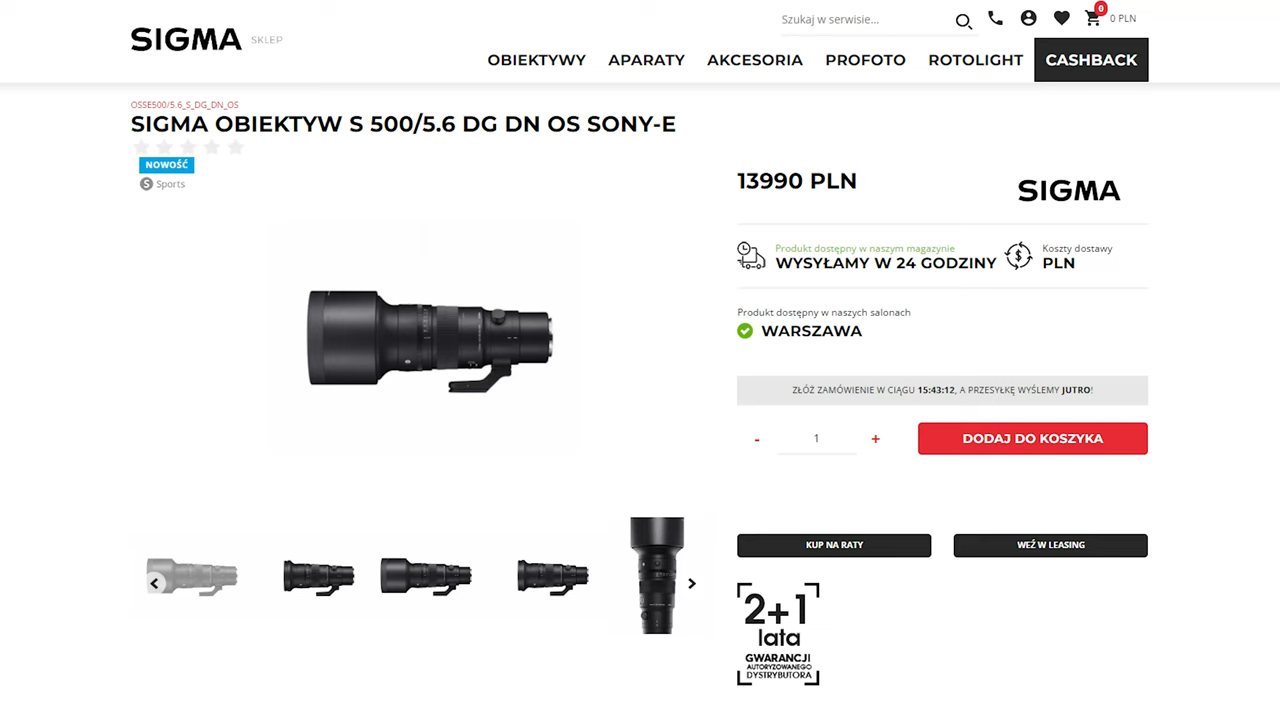 Szukaj w serwisie...
0
0 PLN
SIGMA SKLEP
OBIEKTYWY APARATY AKCESORIA PROFOTO ROTOLIGHT CASHBACK
OSSE500/5.6_S_DG_DN_OS
SIGMA OBIEKTYW S 500/5.6 DG DN OS SONY-E
NOWOŚĆ
S Sports
13990 PLN
SIGMA
Produkt dostępny w naszym magazynie
WYSYŁAMY W 24 GODZINY
Koszty dostawy
PLN
Produkt dostępny w naszych salonach
WARSZAWA
ZŁÓŻ ZAMÓWIENIE W CIĄGU 15:43:12, A PRZESYŁKĘ WYŚLEMY JUTRO!
- 1 +
DODAJ DO KOSZYKA
KUP NA RATY
WEŹ W LEASING
2+1
lata
GWARANCJI
AUTORYZOWANEGO
DYSTRYBUTORA